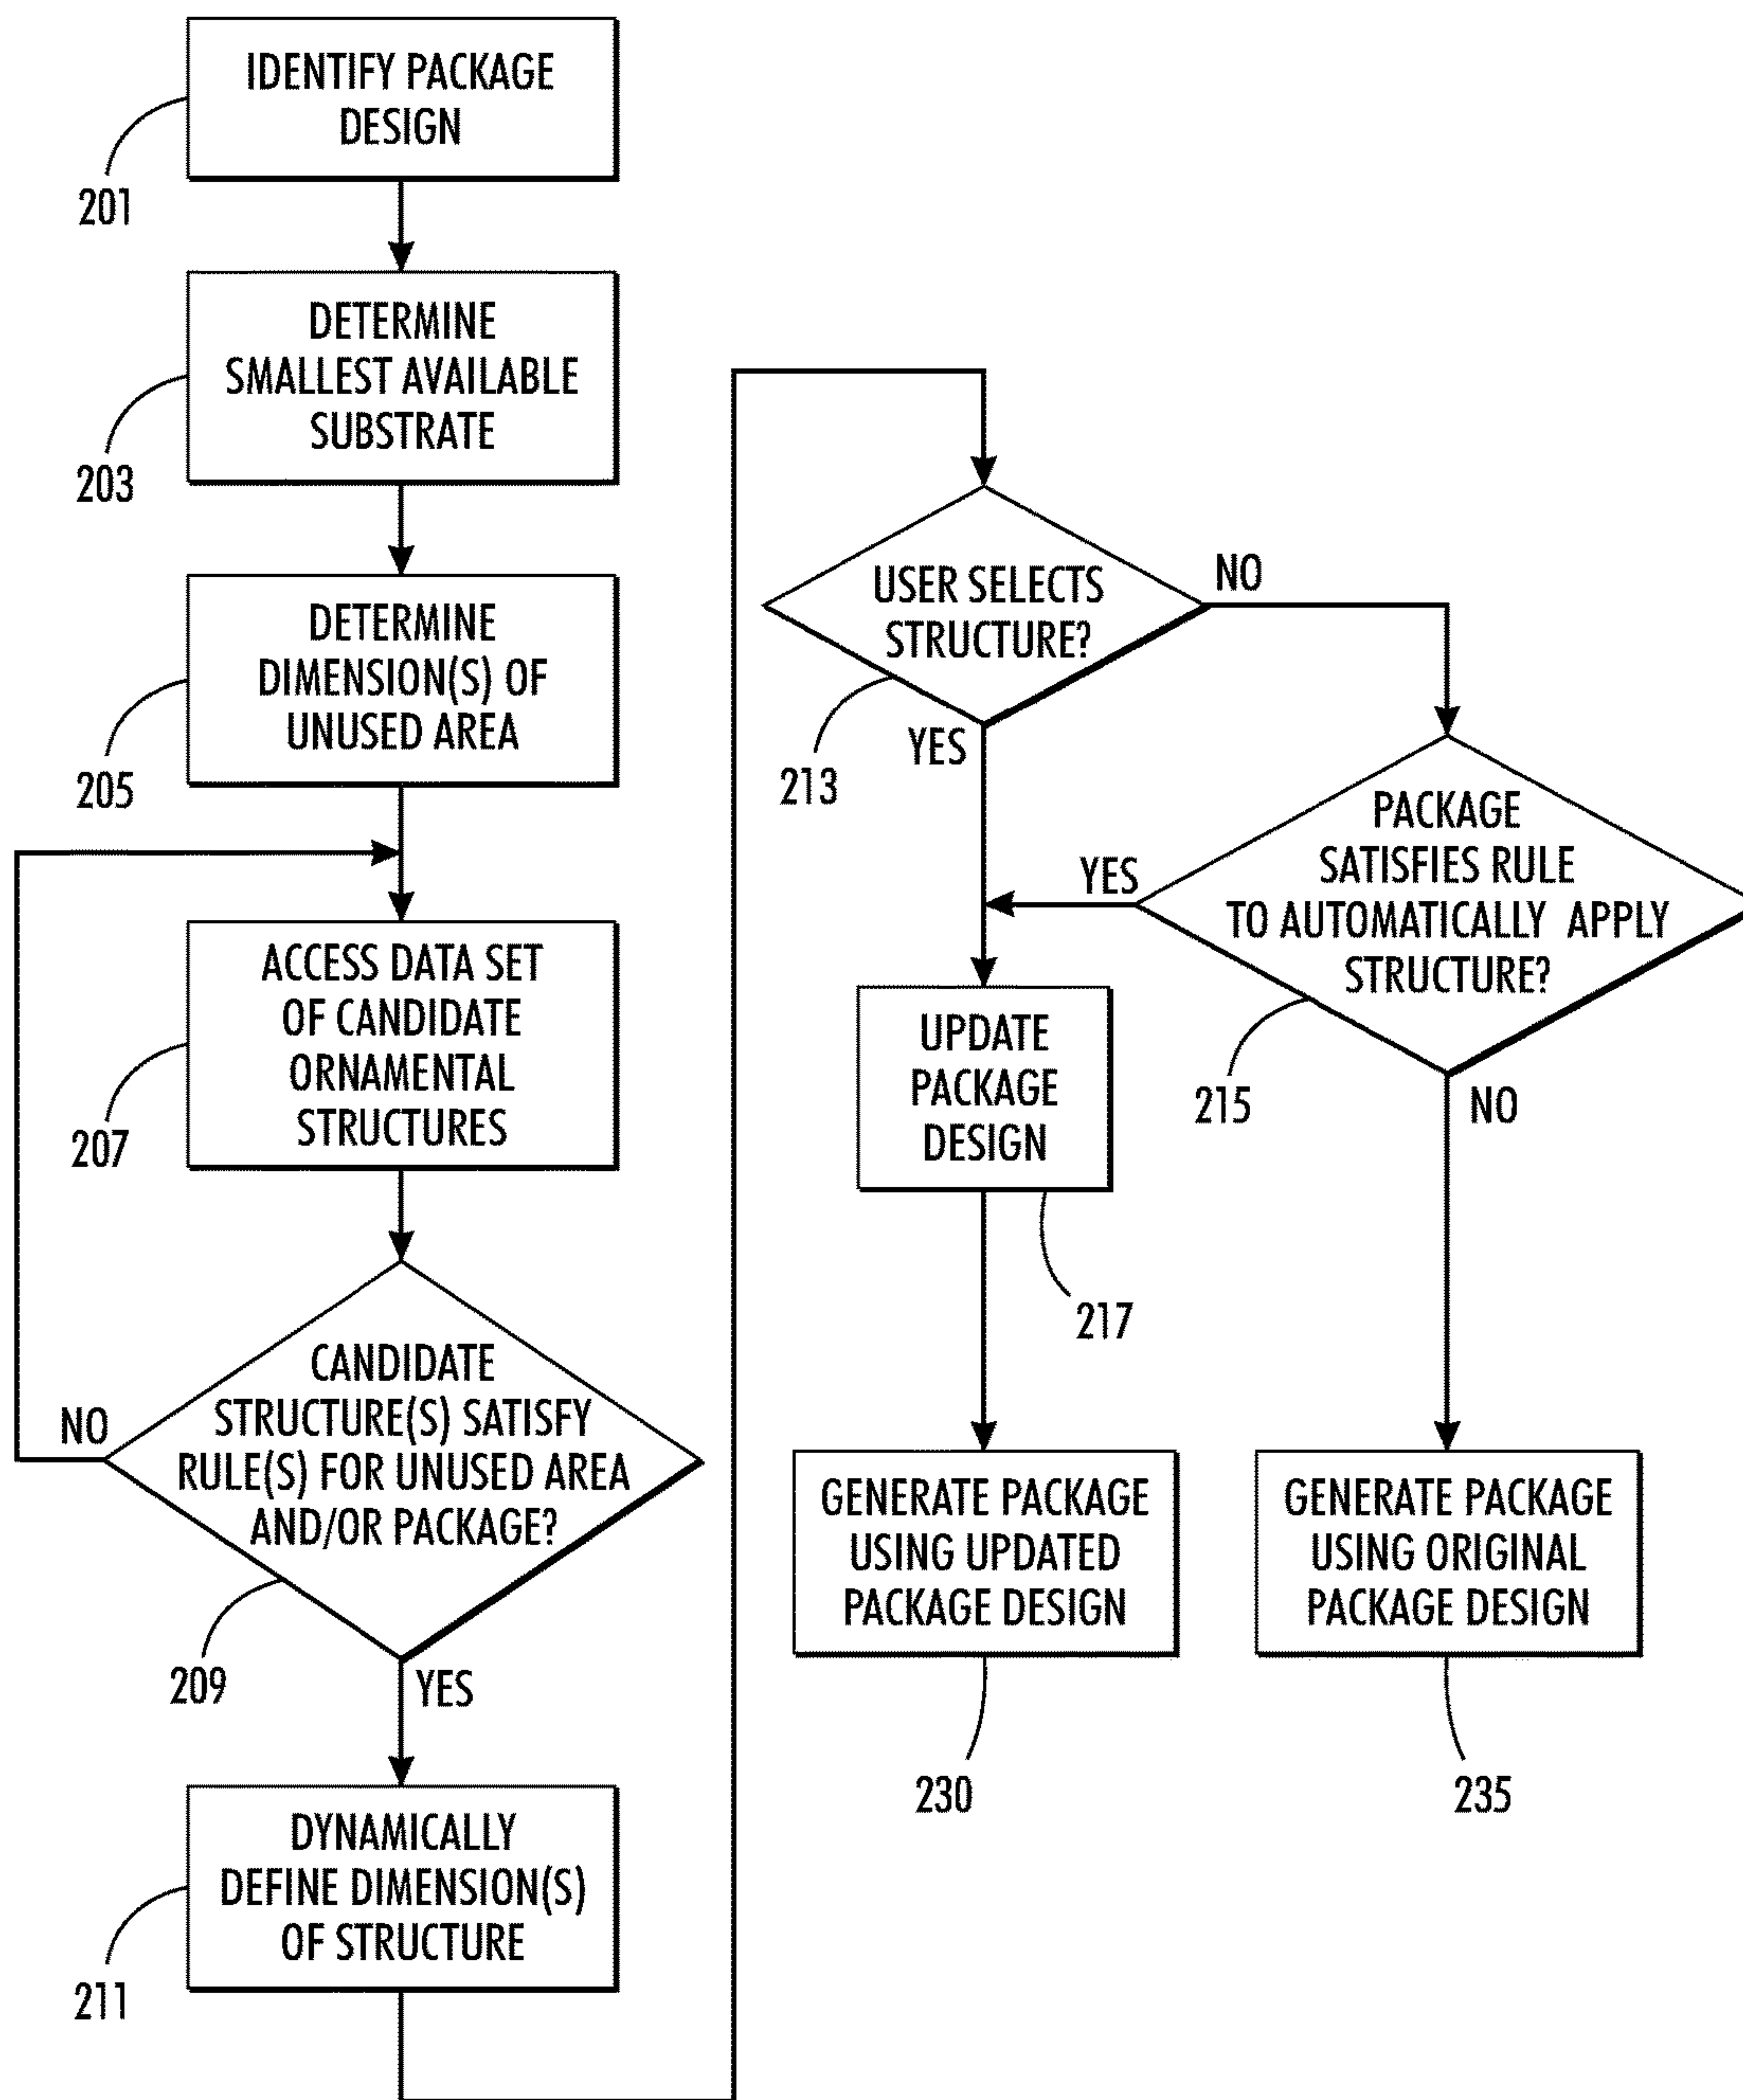 IDENTIFY PACKAGE
DESIGN
201
DETERMINE
SMALLEST AVAILABLE
SUBSTRATE
203
DETERMINE
DIMENSION(S) OF
UNUSED AREA
205
ACCESS DATA SET
OF CANDIDATE
ORNAMENTAL
STRUCTURES
207
CANDIDATE
STRUCTURE(S) SATISFY
RULE(S) FOR UNUSED AREA
AND/OR PACKAGE?
NO
209
YES
DYNAMICALLY
DEFINE DIMENSION(S)
OF STRUCTURE
211
USER SELECTS
STRUCTURE?
NO
YES
213
PACKAGE
SATISFIES RULE
TO AUTOMATICALLY APPLY
STRUCTURE?
YES
215
NO
UPDATE
PACKAGE
DESIGN
217
GENERATE PACKAGE
USING UPDATED
PACKAGE DESIGN
230
GENERATE PACKAGE
USING ORIGINAL
PACKAGE DESIGN
235